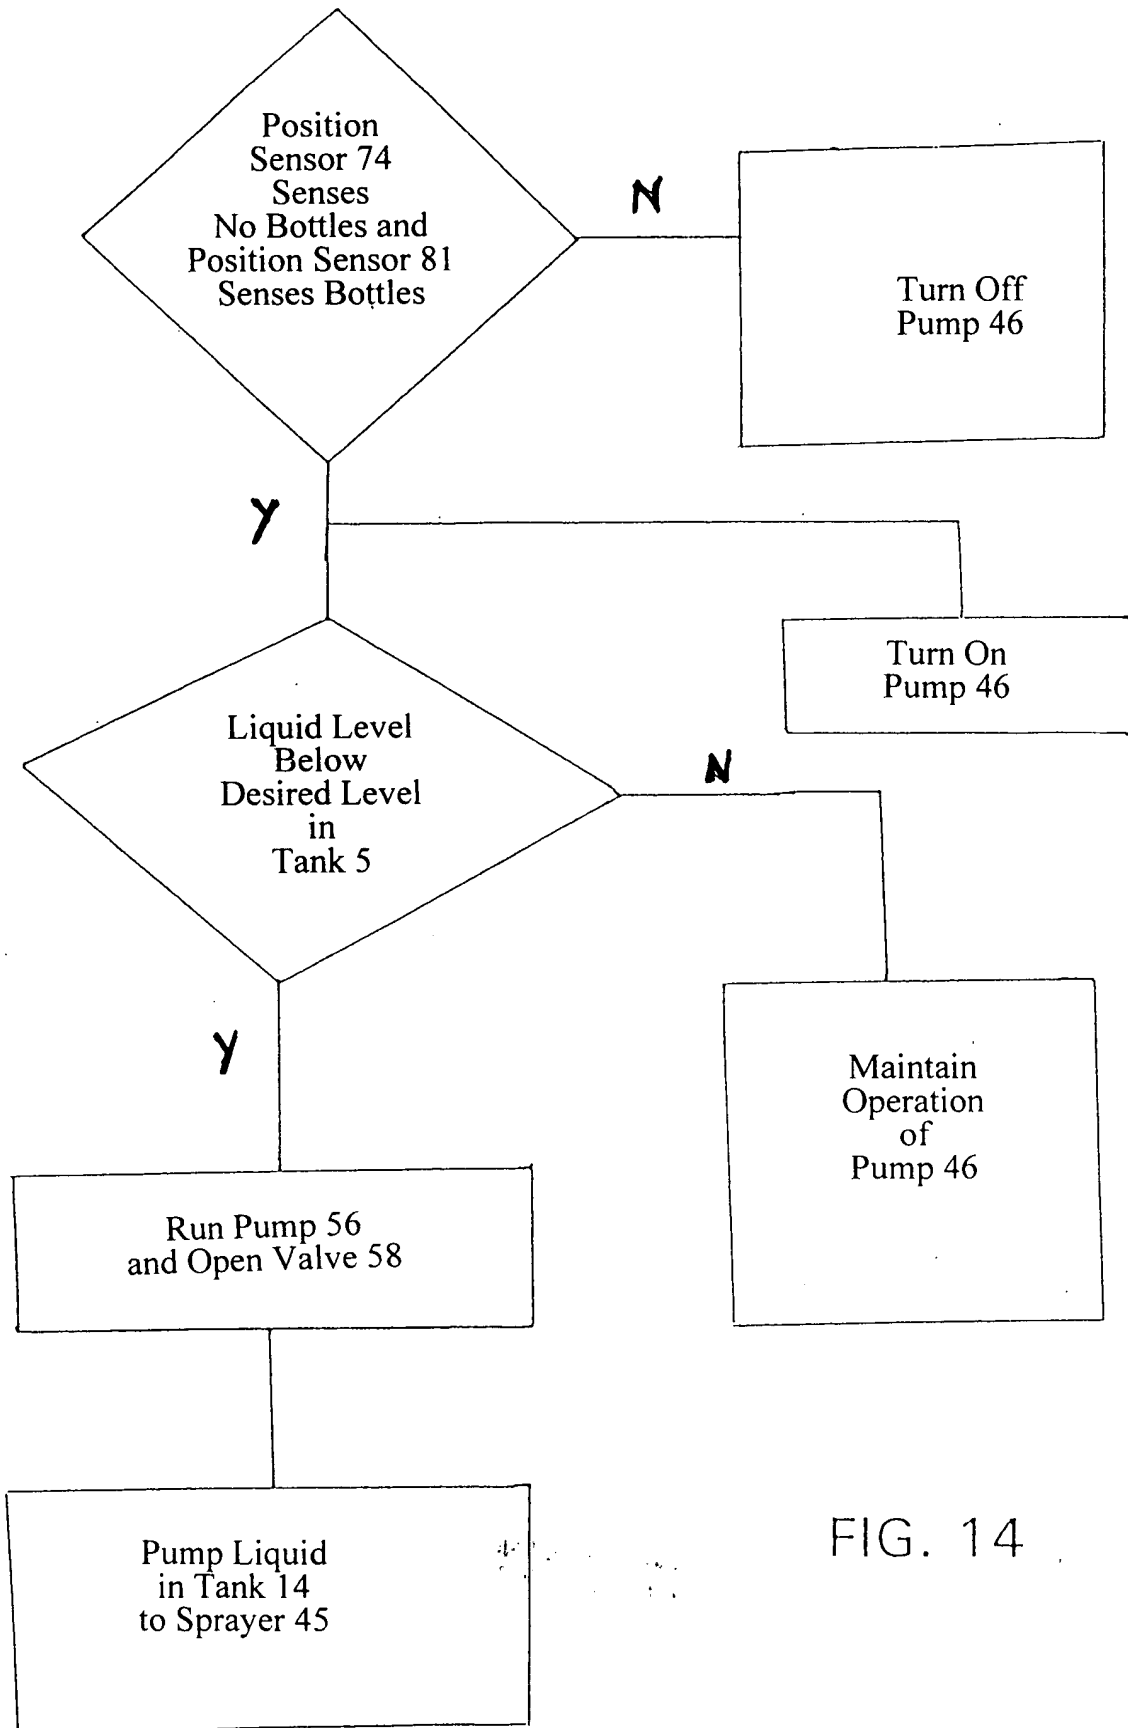 Position
Sensor 74
Senses
No Bottles and
Position Sensor 81
Senses Bottles
N
Turn Off
Pump 46
Y
Turn On
Pump 46
Liquid Level
Below
Desired Level
in
Tank 5
N
Y
Maintain
Operation
of
Pump 46
Run Pump 56
and Open Valve 58
Pump Liquid
in Tank 14
to Sprayer 45
FIG. 14